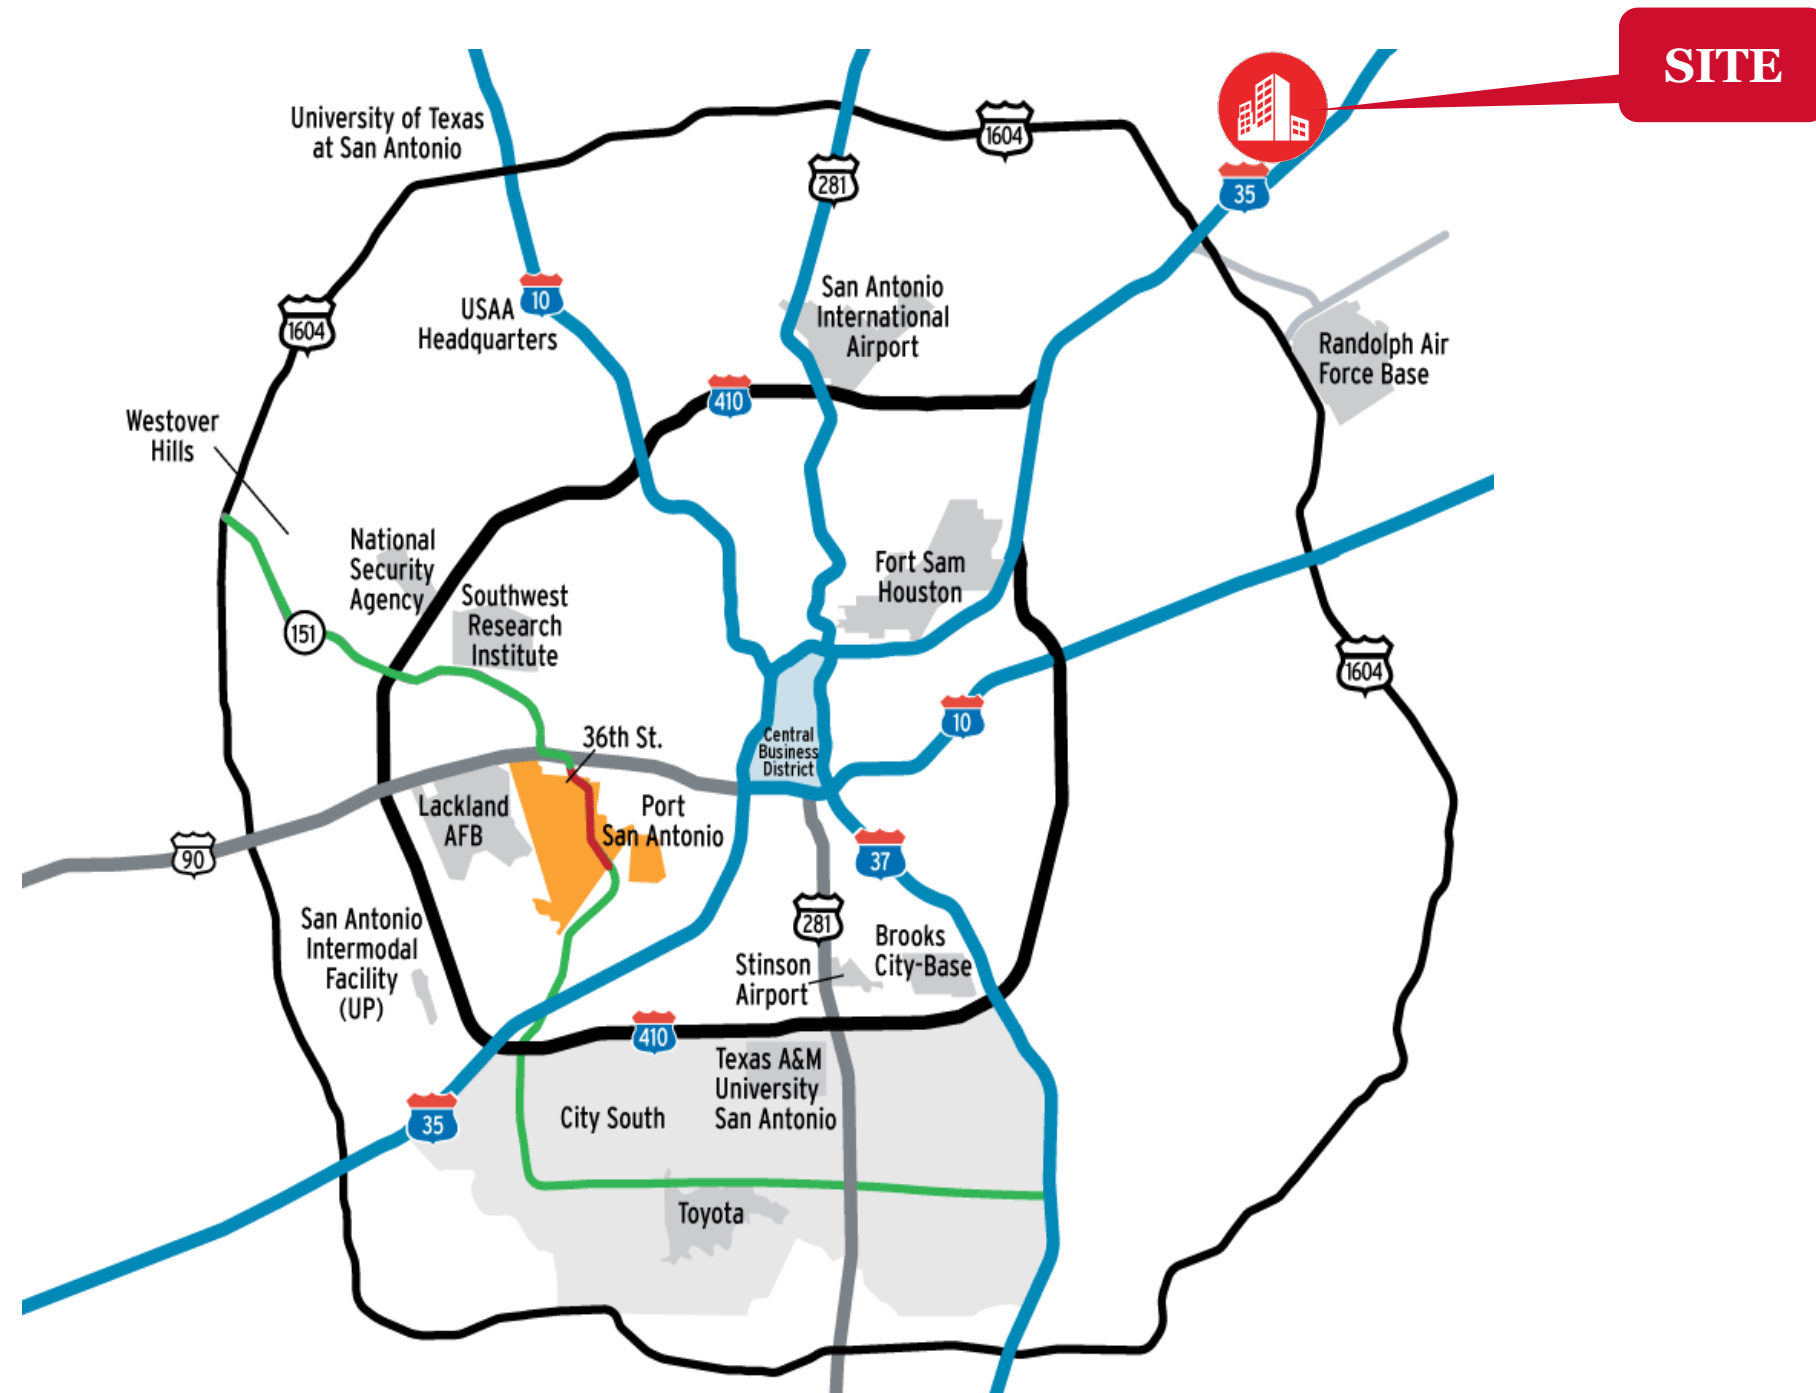 SITE
University of Texas
at San Antonio
1604
281
35
10
San Antonio
International
Airport
USAA
Headquarters
1604
Randolph Air
Force Base
410
Westover
Hills
National
Security
Agency
Southwest
Research
Institute
Fort Sam
Houston
151
1604
10
36th St.
Central
Business
District
Lackland
AFB
Port
San Antonio
90
37
San Antonio
Intermodal
Facility
(UP)
281
Brooks
City-Base
Stinson
Airport
410
Texas A&M
University
San Antonio
City South
35
Toyota